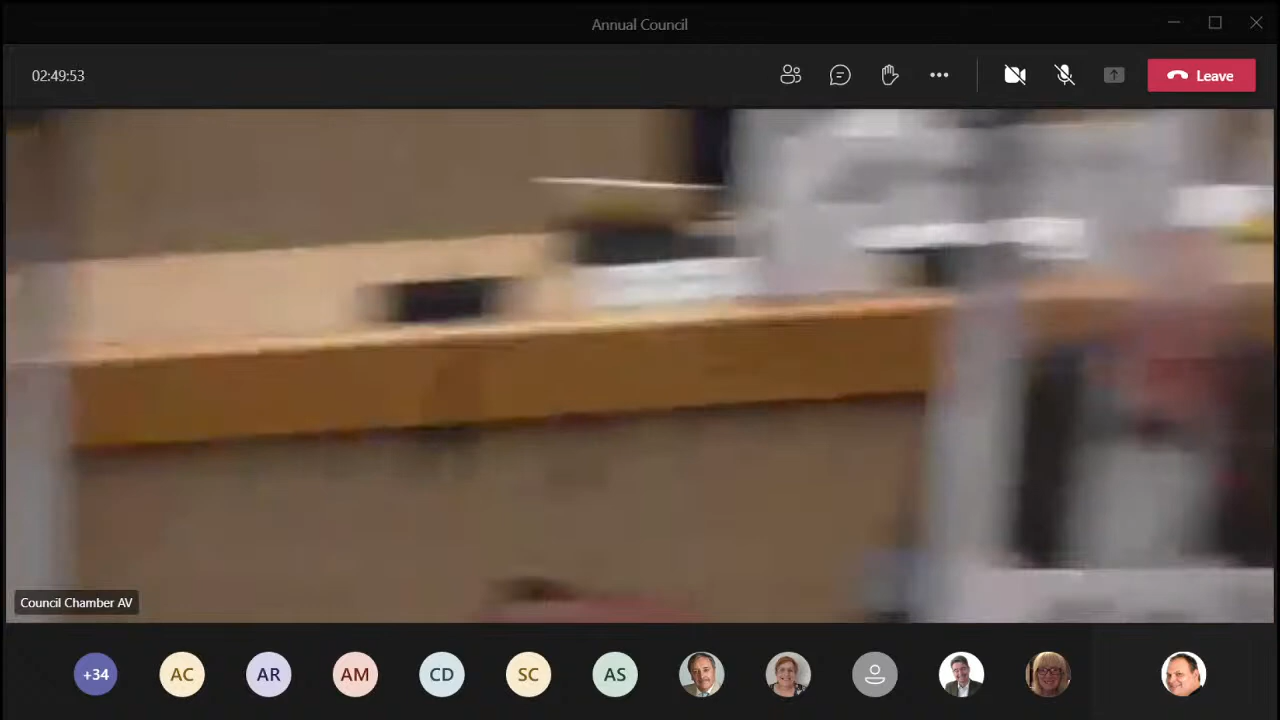 Annual Council
02:49:53
Leave
Council Chamber AV
+34
AC
AR
AM
CD
SC
AS